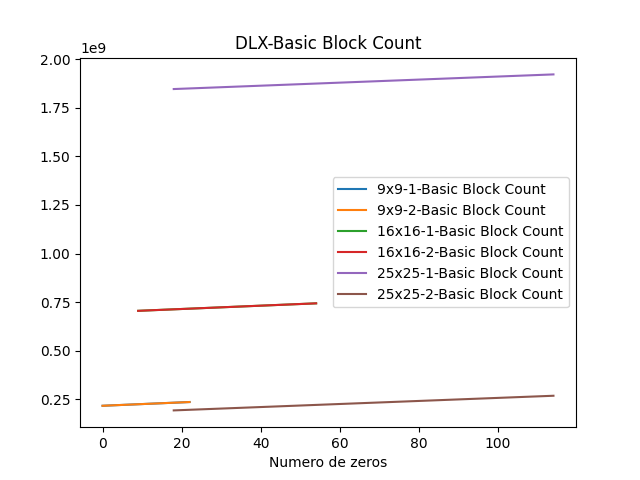 DLX-Basic Block Count
1e9
2.00
1.75
1.50
1.25
1.00
0.75
0.50
0.25
9x9-1-Basic Block Count
9x9-2-Basic Block Count
16x16-1-Basic Block Count
16x16-2-Basic Block Count
25x25-1-Basic Block Count
25x25-2-Basic Block Count
0 20 40 60 80 100
Numero de zeros